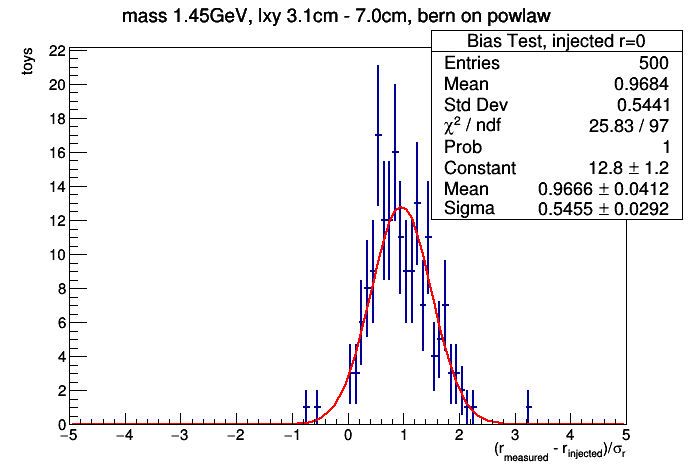 mass 1.45GeV, lxy 3.1cm - 7.0cm, bern on powlaw
Bias Test, injected r=0
Entries 500
Mean 0.9684
Std Dev 0.5441
χ² / ndf 25.83 / 97
Prob 1
Constant 12.8 ± 1.2
Mean 0.9666 ± 0.0412
Sigma 0.5455 ± 0.0292
toys
22
20
18
16
14
12
10
8
6
4
2
0
−5 −4 −3 −2 −1 0 1 2 3 4 5
(r_measured - r_injected)/σ_r